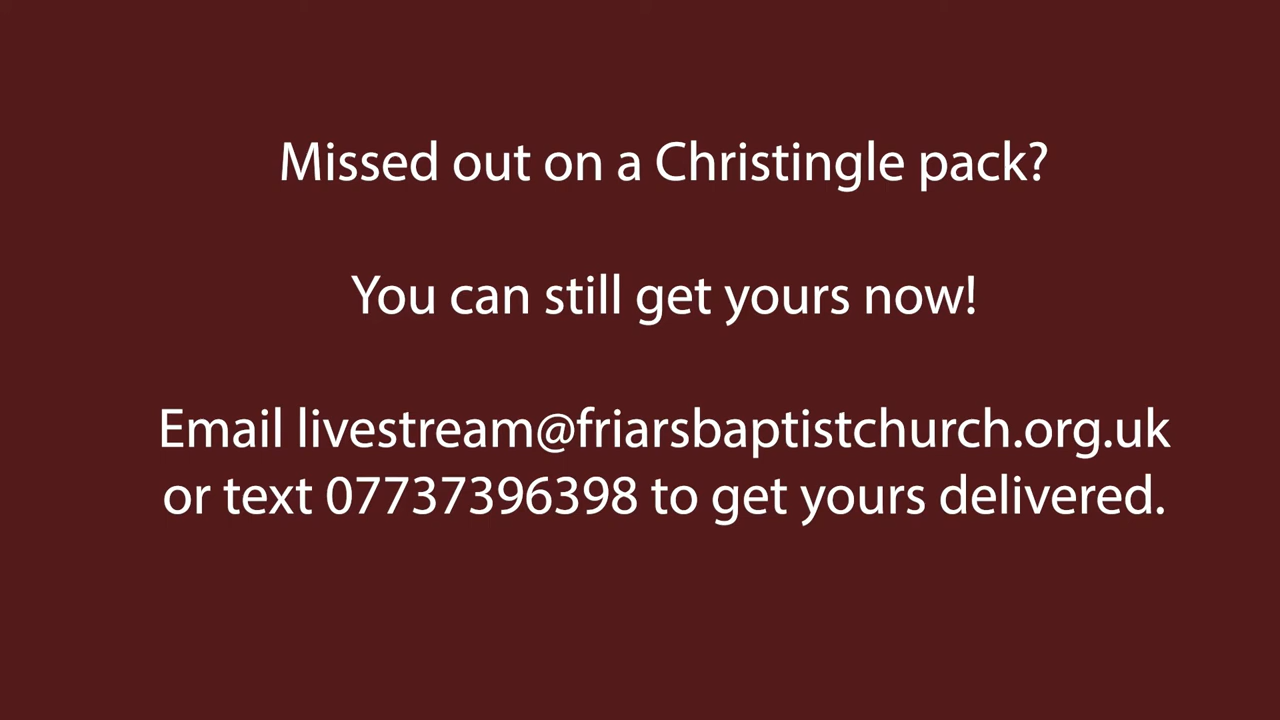 Missed out on a Christingle pack?
You can still get yours now!
Email livestream@friarsbaptistchurch.org.uk
or text 07737396398 to get yours delivered.